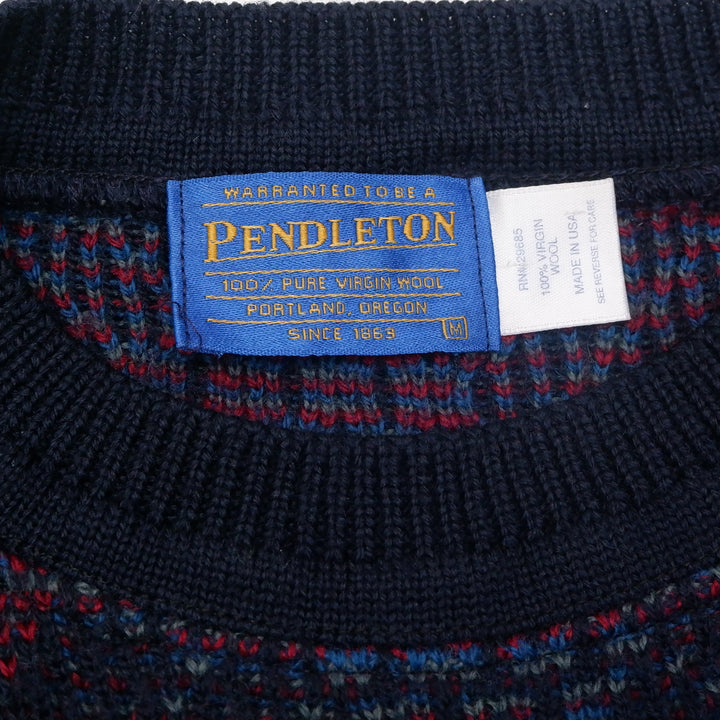 WARRANTED TO BE A
PENDLETON
100% PURE VIRGIN WOOL
PORTLAND, OREGON
SINCE 1863
M
RN# 29685
100% VIRGIN
WOOL
MADE IN USA
SEE REVERSE FOR CARE